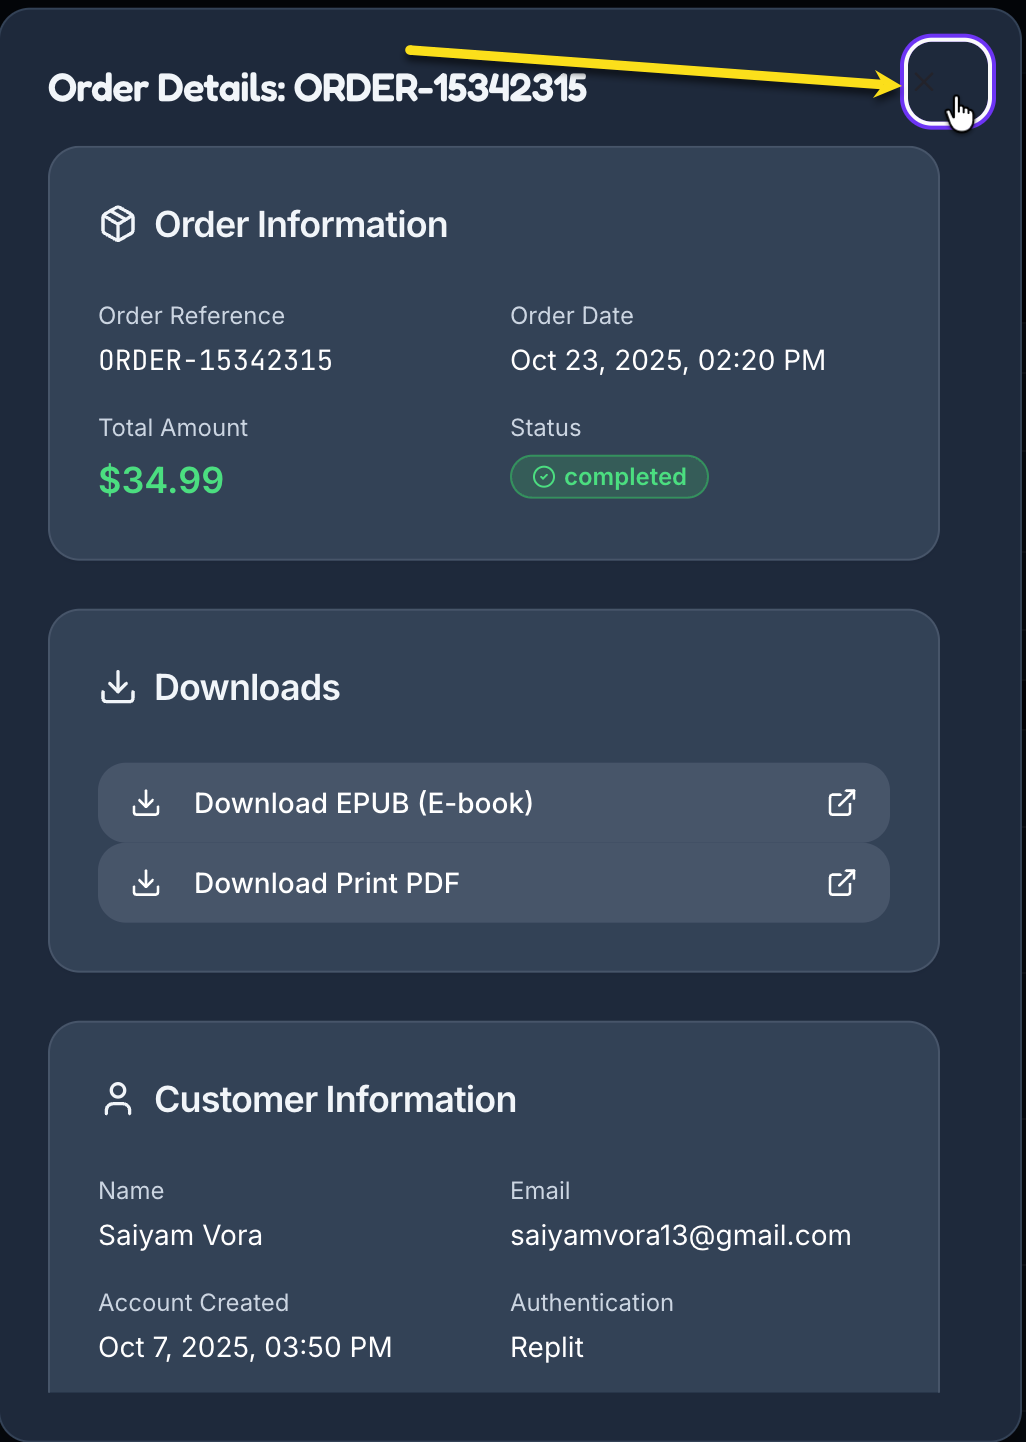 Order Details: ORDER-15342315
Order Information
Order Reference
ORDER-15342315
Order Date
Oct 23, 2025, 02:20 PM
Total Amount
$34.99
Status
completed
Downloads
Download EPUB (E-book)
Download Print PDF
Customer Information
Name
Saiyam Vora
Email
saiyamvora13@gmail.com
Account Created
Oct 7, 2025, 03:50 PM
Authentication
Replit